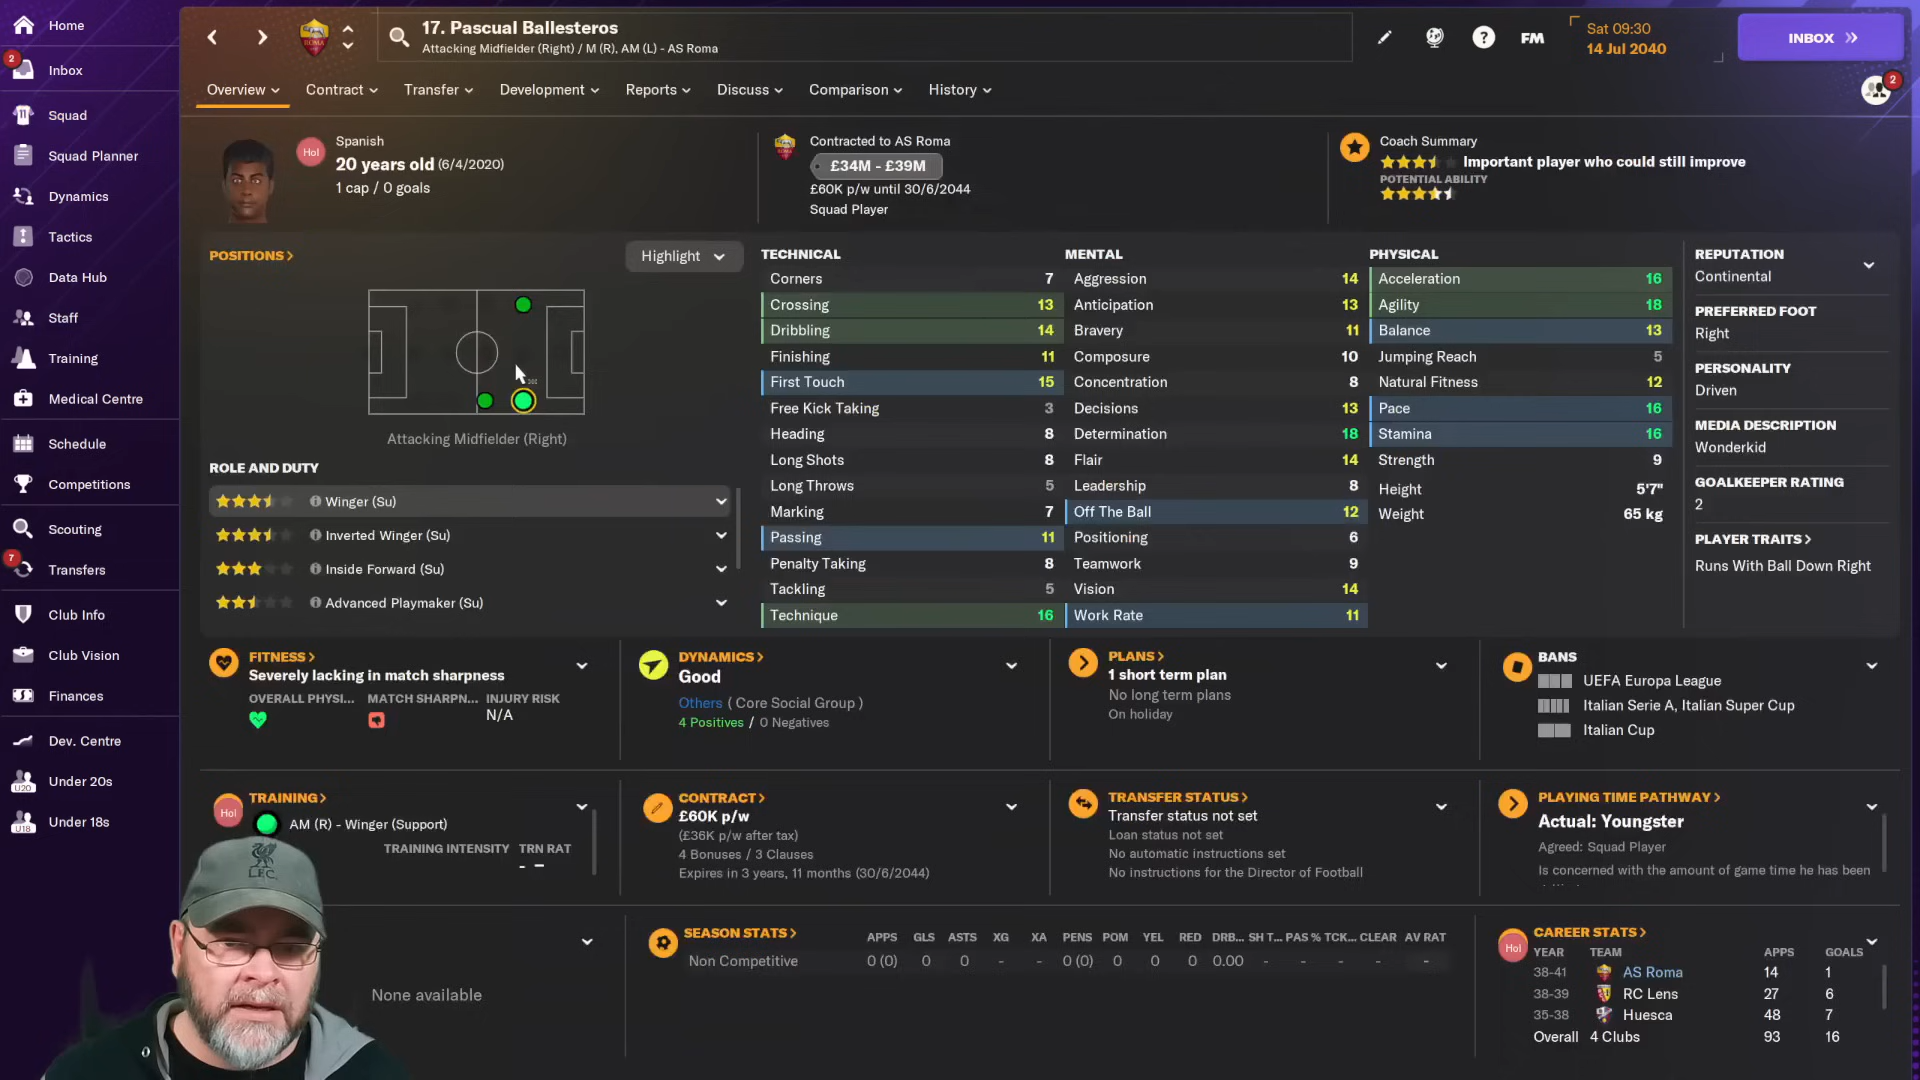 Home
2
Inbox
Squad
Squad Planner
Dynamics
Tactics
Data Hub
Staff
Training
Medical Centre
Schedule
Competitions
Scouting
7
Transfers
Club Info
Club Vision
Finances
Dev. Centre
U20
Under 20s
U18
Under 18s
ROMA
17. Pascual Ballesteros
Attacking Midfielder (Right) / M (R), AM (L) - AS Roma
?
FM
Sat 09:30
14 Jul 2040
INBOX
2
Overview
Contract
Transfer
Development
Reports
Discuss
Comparison
History
Hol
Spanish
20 years old (6/4/2020)
1 cap / 0 goals
Contracted to AS Roma
£34M - £39M
£60K p/w until 30/6/2044
Squad Player
Coach Summary
Important player who could still improve
POTENTIAL ABILITY
POSITIONS >
Highlight
Attacking Midfielder (Right)
ROLE AND DUTY
Winger (Su)
Inverted Winger (Su)
Inside Forward (Su)
Advanced Playmaker (Su)
TECHNICAL
Corners 7
Crossing 13
Dribbling 14
Finishing 11
First Touch 15
Free Kick Taking 3
Heading 8
Long Shots 8
Long Throws 5
Marking 7
Passing 11
Penalty Taking 8
Tackling 5
Technique 16
MENTAL
Aggression 14
Anticipation 13
Bravery 11
Composure 10
Concentration 8
Decisions 13
Determination 18
Flair 14
Leadership 8
Off The Ball 12
Positioning 6
Teamwork 9
Vision 14
Work Rate 11
PHYSICAL
Acceleration 16
Agility 18
Balance 13
Jumping Reach 5
Natural Fitness 12
Pace 16
Stamina 16
Strength 9
Height 5'7"
Weight 65 kg
REPUTATION
Continental
PREFERRED FOOT
Right
PERSONALITY
Driven
MEDIA DESCRIPTION
Wonderkid
GOALKEEPER RATING
2
PLAYER TRAITS >
Runs With Ball Down Right
FITNESS >
Severely lacking in match sharpness
OVERALL PHYSI... MATCH SHARPN... INJURY RISK
N/A
DYNAMICS >
Good
Others ( Core Social Group )
4 Positives / 0 Negatives
PLANS >
1 short term plan
No long term plans
On holiday
BANS
UEFA Europa League
Italian Serie A, Italian Super Cup
Italian Cup
Hol
TRAINING >
AM (R) - Winger (Support)
TRAINING INTENSITY TRN RAT
- –
CONTRACT >
£60K p/w
(£36K p/w after tax)
4 Bonuses / 3 Clauses
Expires in 3 years, 11 months (30/6/2044)
TRANSFER STATUS >
Transfer status not set
Loan status not set
No automatic instructions set
No instructions for the Director of Football
PLAYING TIME PATHWAY >
Actual: Youngster
Agreed: Squad Player
Is concerned with the amount of game time he has been
L.F.C.
None available
SEASON STATS >
APPS GLS ASTS XG XA PENS POM YEL RED DRB... SH T... PAS % TCK... CLEAR AV RAT
Non Competitive 0 (0) 0 0 - - 0 (0) 0 0 0 0.00 - - - - -
Hol
CAREER STATS >
YEAR TEAM APPS GOALS
38-41 AS Roma 14 1
38-39 RC Lens 27 6
35-38 Huesca 48 7
Overall 4 Clubs 93 16